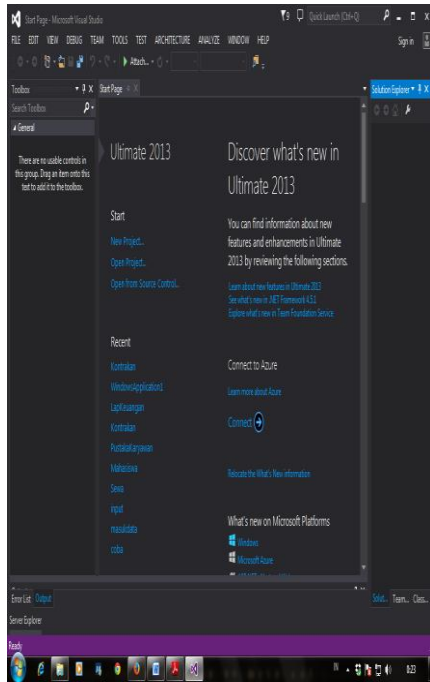 Start Page - Microsoft Visual Studio
9
Quick Launch (Ctrl+Q)
FILE EDIT VIEW DEBUG TEAM TOOLS TEST ARCHITECTURE ANALYZE WINDOW HELP
Sign in
Attach...
Toolbox
Start Page
Solution Explorer
Search Toolbox
General
There are no usable controls in
this group. Drag an item onto this
text to add it to the toolbox.
Ultimate 2013
Start
New Project...
Open Project...
Open from Source Control...
Recent
Kontrakan
WindowsApplication1
LapKeuangan
Kontrakan
PustakaKaryawan
Mahasiswa
Sewa
input
masukdata
coba
Discover what's new in
Ultimate 2013
You can find information about new
features and enhancements in Ultimate
2013 by reviewing the following sections.
Learn about new features in Ultimate 2013
See what's new in .NET Framework 4.5.1
Explore what's new in Team Foundation Service
Connect to Azure
Learn more about Azure
Connect
Relocate the What's New information
What's new on Microsoft Platforms
Windows
Microsoft Azure
Error List Output
Solut... Team... Class...
Server Explorer
Ready
IN
0:23